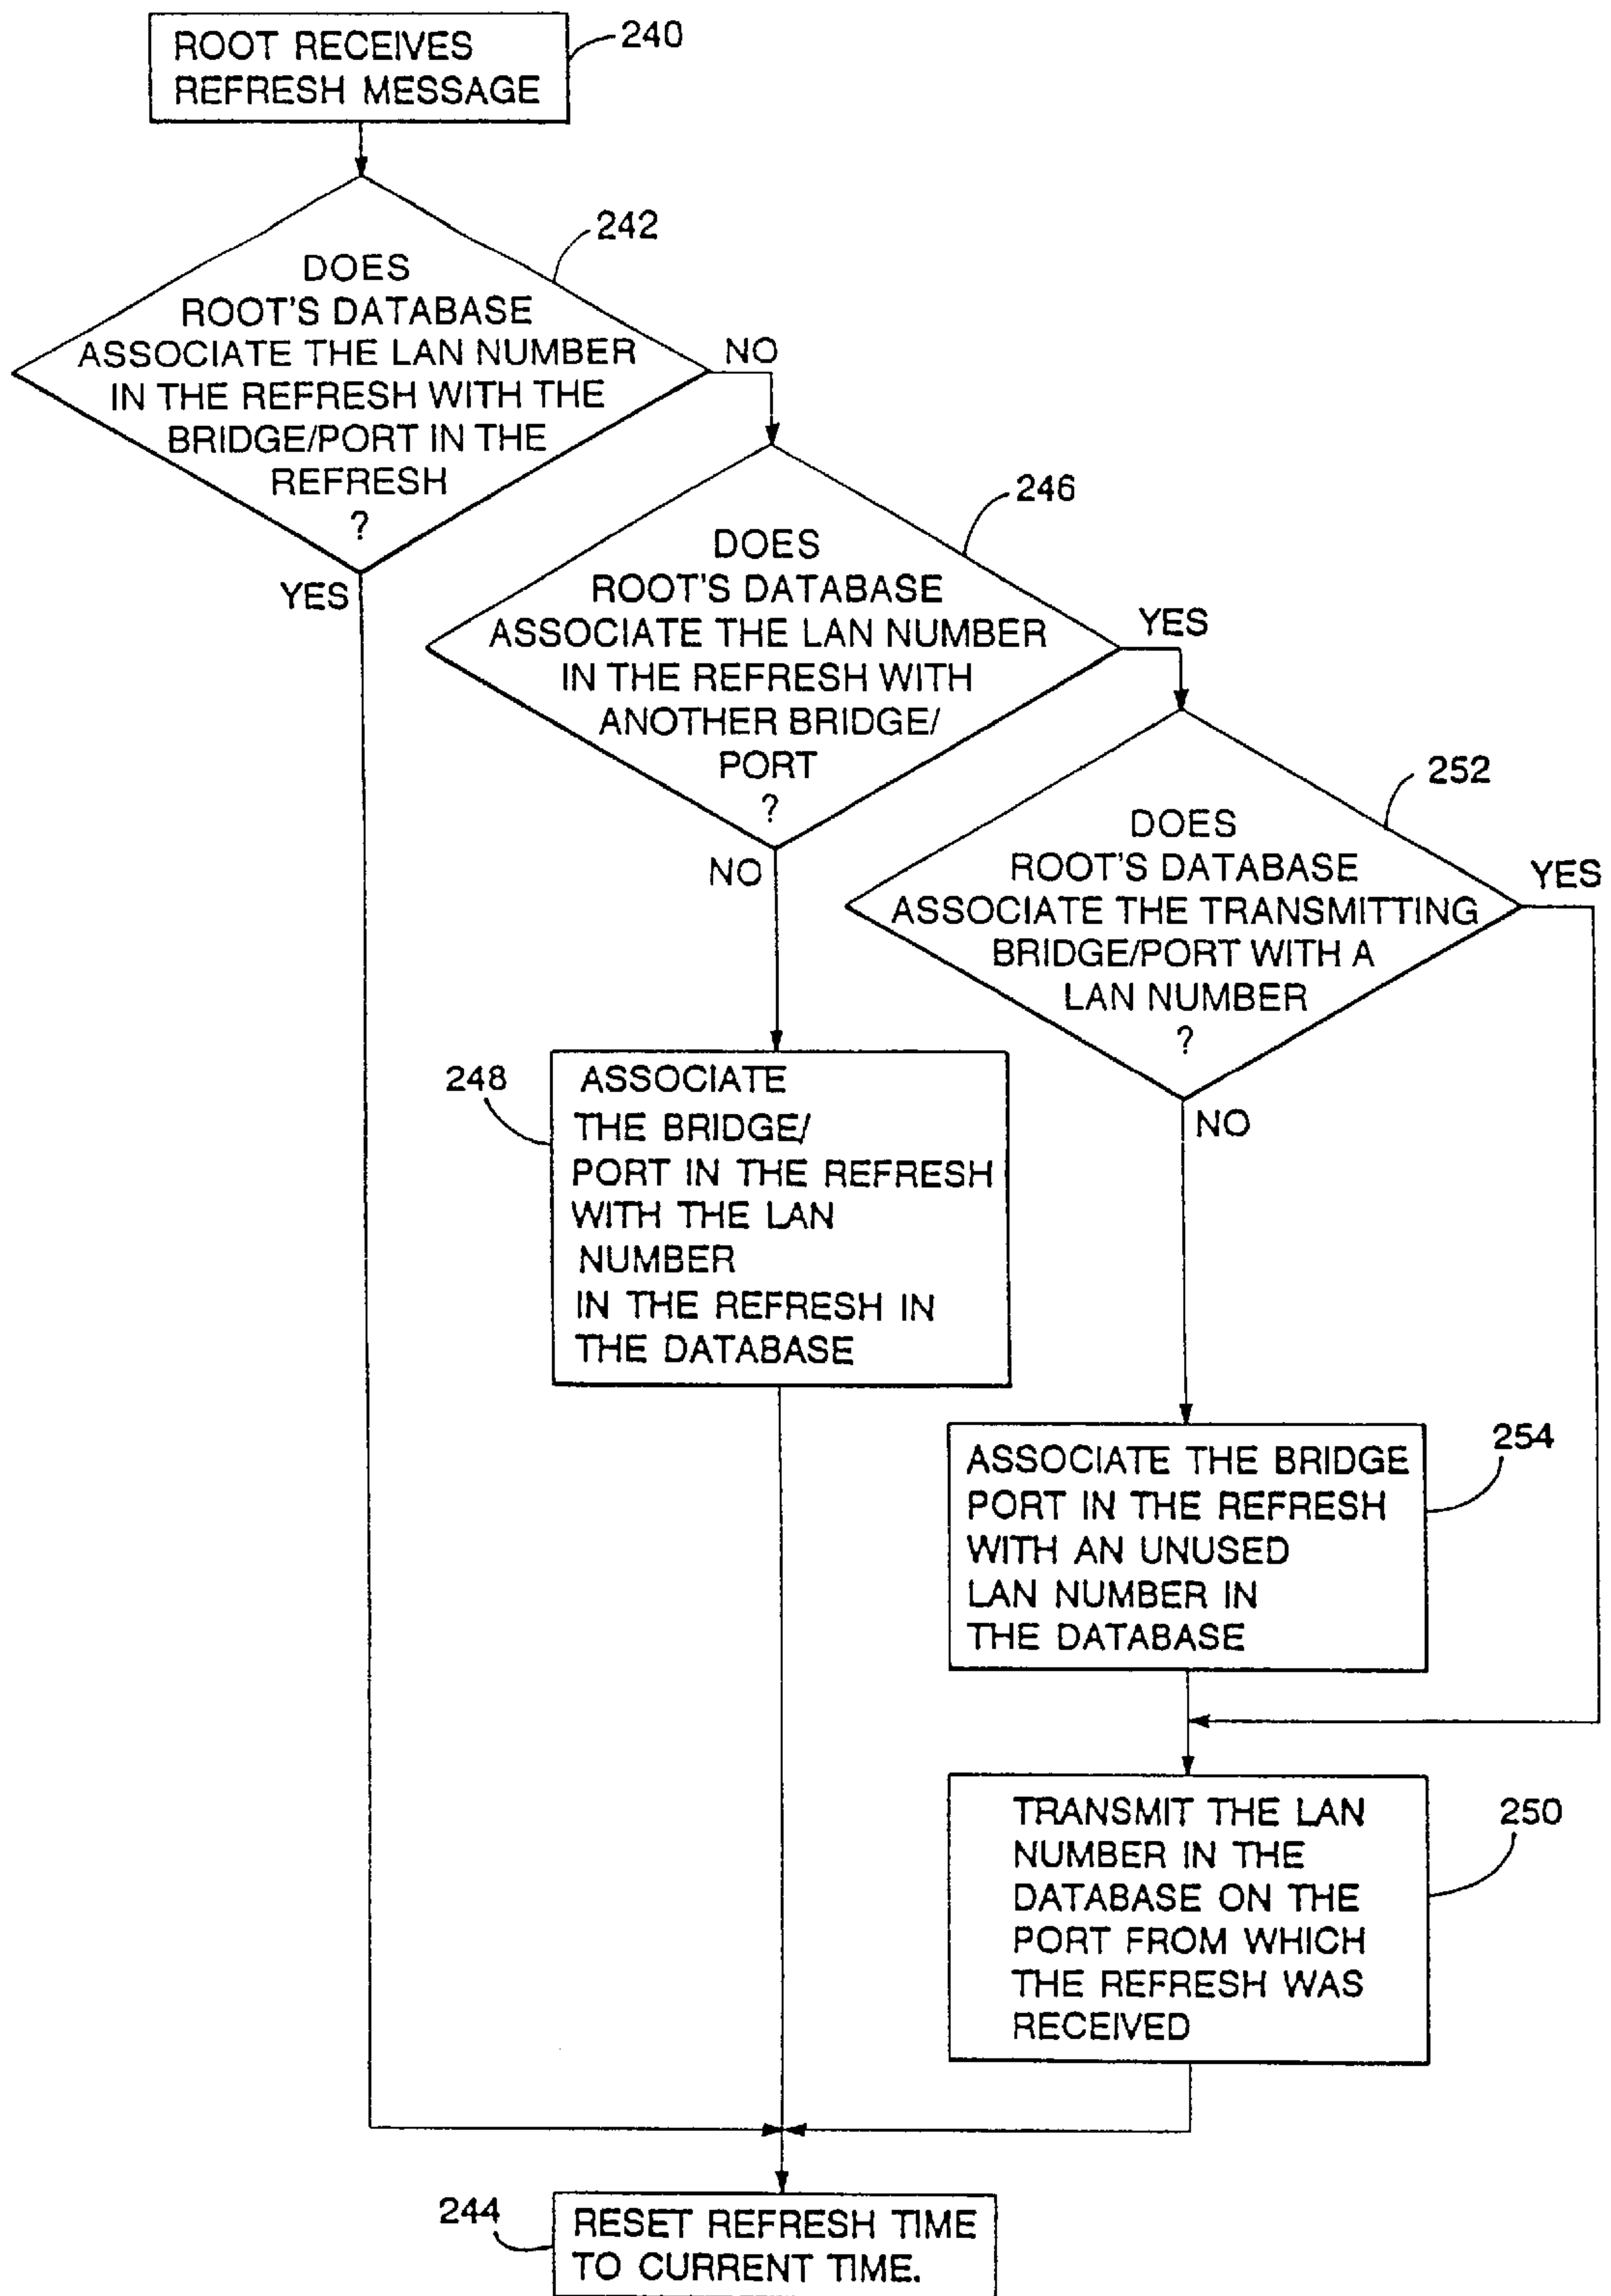 ROOT RECEIVES
REFRESH MESSAGE
240
DOES
ROOT'S DATABASE
ASSOCIATE THE LAN NUMBER
IN THE REFRESH WITH THE
BRIDGE/PORT IN THE
REFRESH
?
242
NO
YES
DOES
ROOT'S DATABASE
ASSOCIATE THE LAN NUMBER
IN THE REFRESH WITH
ANOTHER BRIDGE/
PORT
?
246
YES
NO
DOES
ROOT'S DATABASE
ASSOCIATE THE TRANSMITTING
BRIDGE/PORT WITH A
LAN NUMBER
?
252
YES
NO
248
ASSOCIATE
THE BRIDGE/
PORT IN THE REFRESH
WITH THE LAN
NUMBER
IN THE REFRESH IN
THE DATABASE
ASSOCIATE THE BRIDGE
PORT IN THE REFRESH
WITH AN UNUSED
LAN NUMBER IN
THE DATABASE
254
TRANSMIT THE LAN
NUMBER IN THE
DATABASE ON THE
PORT FROM WHICH
THE REFRESH WAS
RECEIVED
250
244
RESET REFRESH TIME
TO CURRENT TIME.